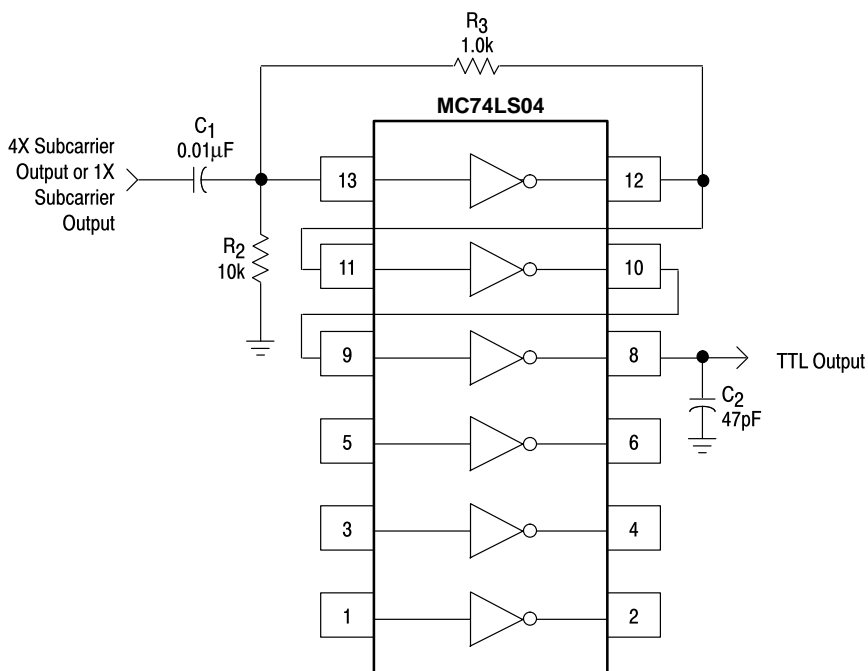 R3
1.0k
MC74LS04
C1
0.01μF
4X Subcarrier
Output or 1X
Subcarrier
Output
13
12
R2
10k
11
10
9
8
TTL Output
C2
47pF
5
6
3
4
1
2